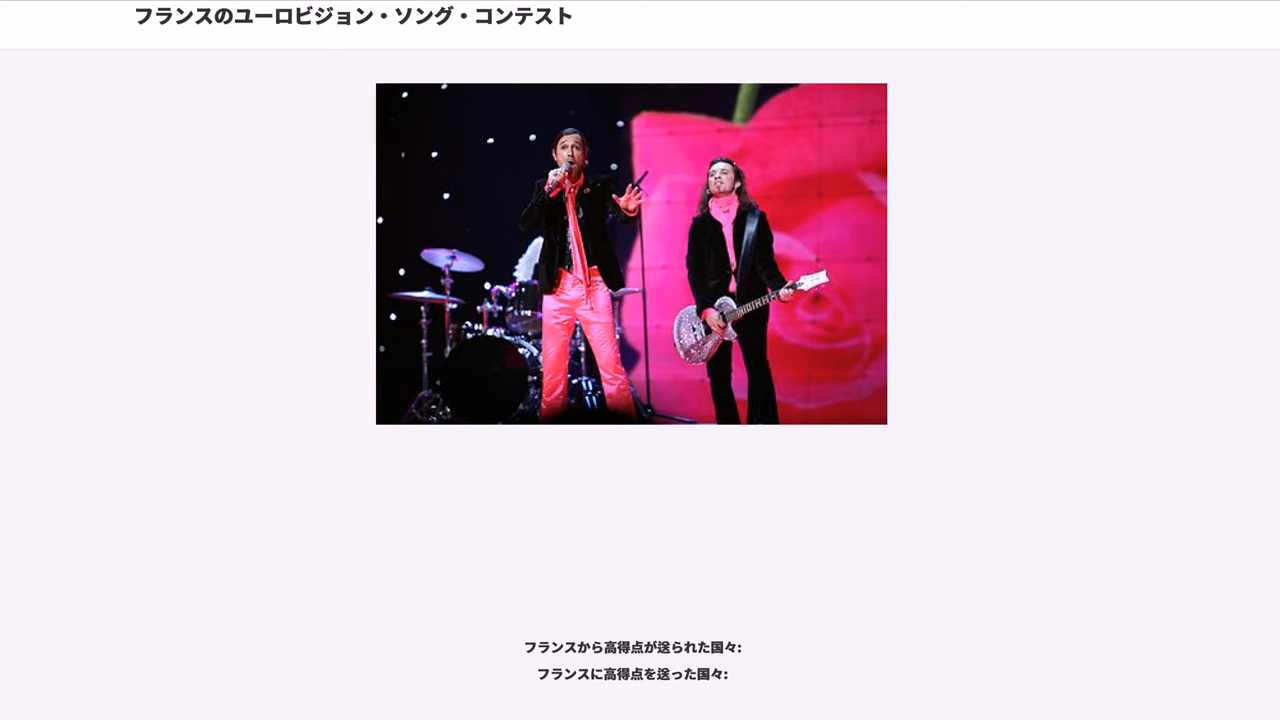 フランスのユーロビジョン・ソング・コンテスト
フランスから高得点が送られた国々:
フランスに高得点を送った国々: